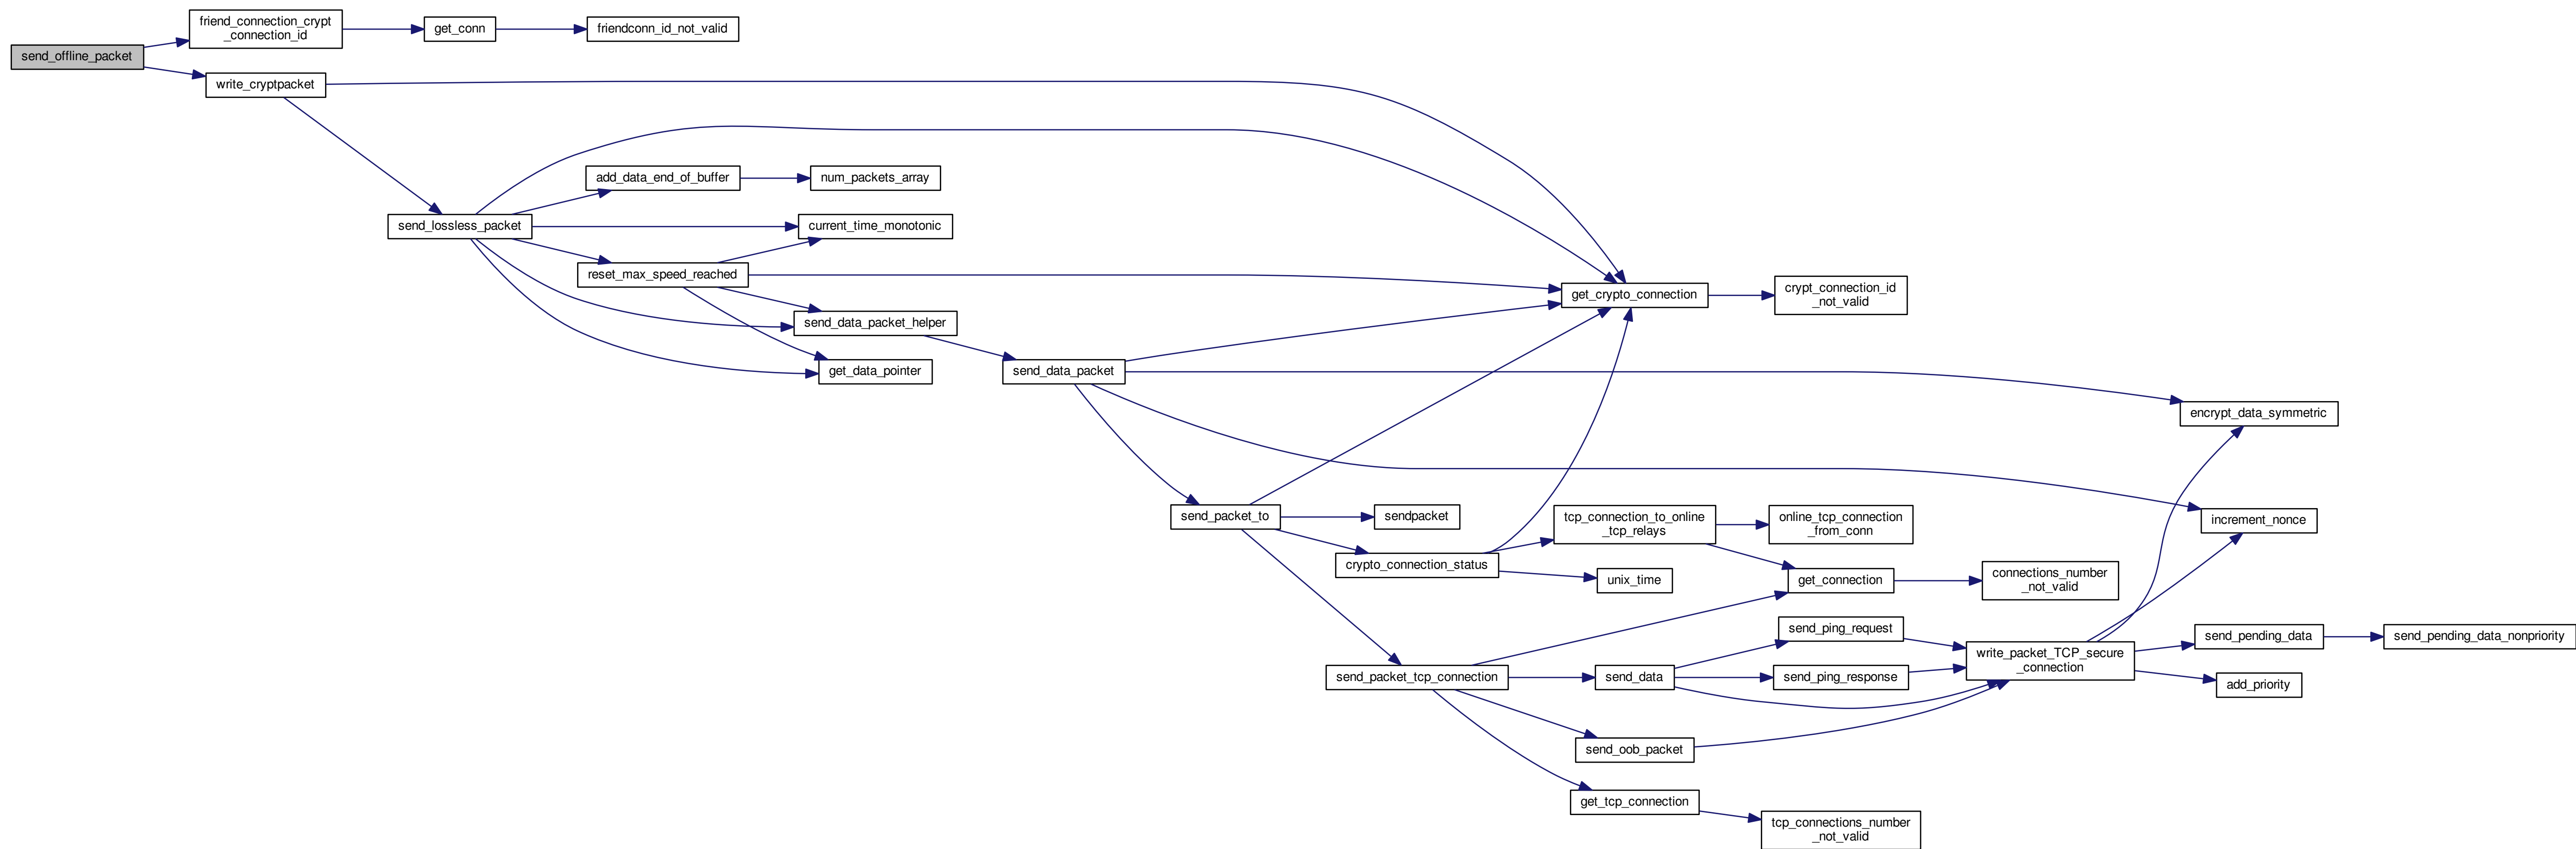 friend_connection_crypt
_connection_id
get_conn
friendconn_id_not_valid
send_offline_packet
write_cryptpacket
add_data_end_of_buffer
num_packets_array
send_lossless_packet
current_time_monotonic
reset_max_speed_reached
get_crypto_connection
crypt_connection_id
_not_valid
send_data_packet_helper
get_data_pointer
send_data_packet
encrypt_data_symmetric
send_packet_to
sendpacket
tcp_connection_to_online
_tcp_relays
online_tcp_connection
_from_conn
increment_nonce
crypto_connection_status
unix_time
get_connection
connections_number
_not_valid
send_ping_request
write_packet_TCP_secure
_connection
send_pending_data
send_pending_data_nonpriority
send_packet_tcp_connection
send_data
send_ping_response
add_priority
send_oob_packet
get_tcp_connection
tcp_connections_number
_not_valid